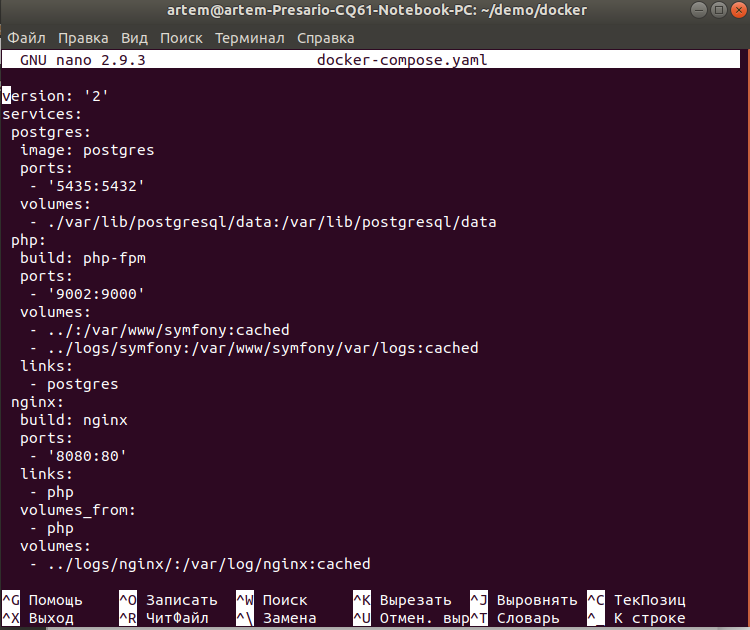 artem@artem-Presario-CQ61-Notebook-PC: ~/demo/docker
Файл Правка Вид Поиск Терминал Справка
GNU nano 2.9.3 docker-compose.yaml
version: '2'
services:
 postgres:
  image: postgres
  ports:
   - '5435:5432'
  volumes:
   - ./var/lib/postgresql/data:/var/lib/postgresql/data
 php:
  build: php-fpm
  ports:
   - '9002:9000'
  volumes:
   - ../:/var/www/symfony:cached
   - ../logs/symfony:/var/www/symfony/var/logs:cached
  links:
   - postgres
 nginx:
  build: nginx
  ports:
   - '8080:80'
  links:
   - php
  volumes_from:
   - php
  volumes:
   - ../logs/nginx/:/var/log/nginx:cached
^G Помощь ^O Записать ^W Поиск ^K Вырезать ^J Выровнять ^C ТекПозиц
^X Выход ^R ЧитФайл ^\ Замена ^U Отмен. выр^T Словарь ^_ К строке